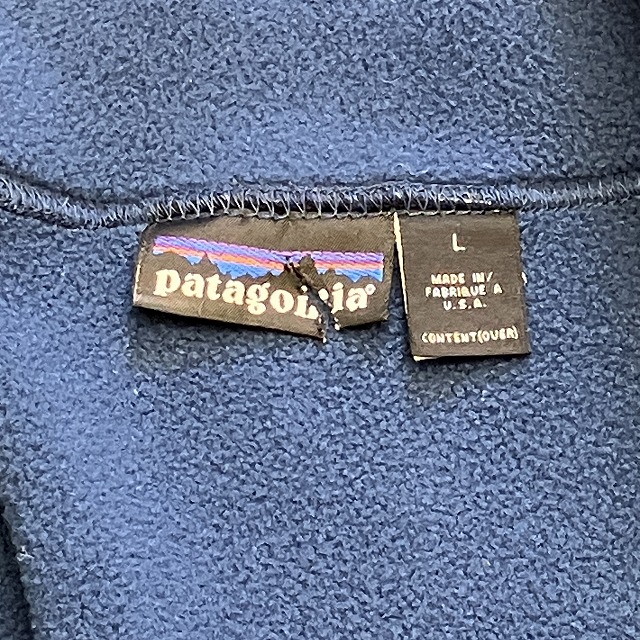 patagonia®
L
MADE IN/
FABRIQUE A
U.S.A.
CONTENT(OVER)